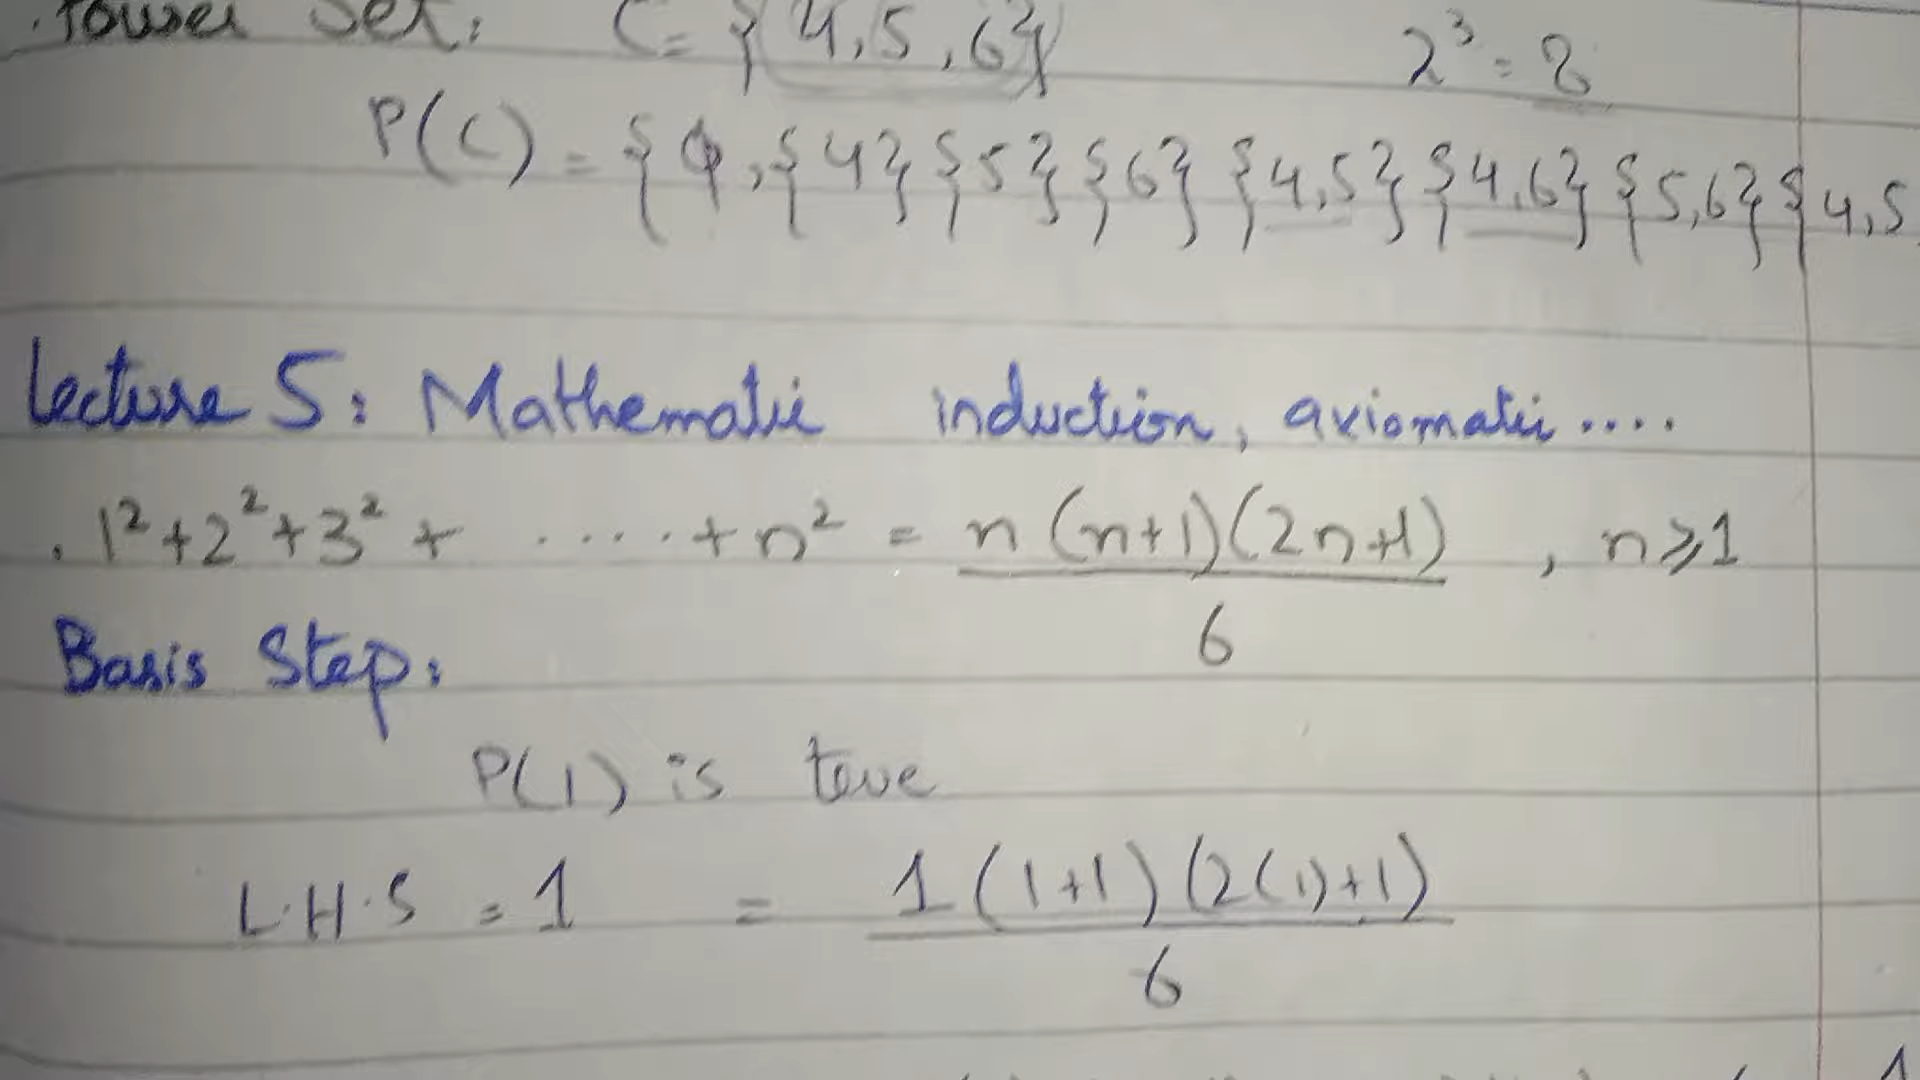 Power Set: C = {4,5,6}  2³ = 8
P(C) = {φ,{4}{5}{6}{4,5}{4,6}{5,6}{4,5
Lecture 5: Mathematic induction, axiomatic ....
. 1² + 2² + 3² + ..... + n² = n(n+1)(2n+1) / 6 , n ≥ 1
Basis Step:
P(1) is true
L.H.S = 1 = 1(1+1)(2(1)+1) / 6